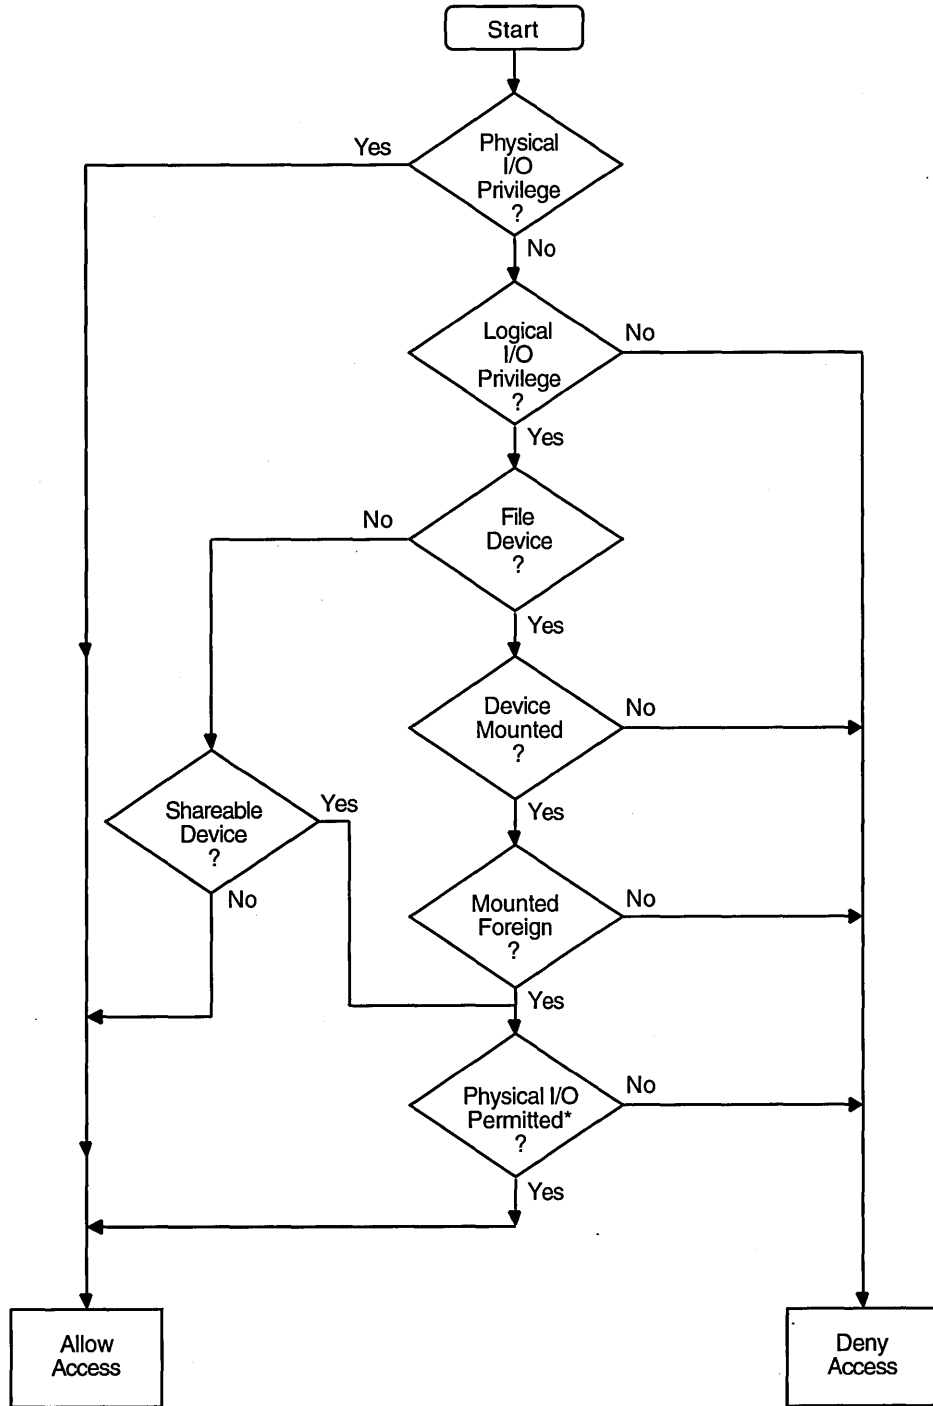 Start
Physical
I/O
Privilege
?
Yes
No
Logical
I/O
Privilege
?
No
Yes
File
Device
?
No
Yes
Device
Mounted
?
No
Yes
Shareable
Device
?
Yes
No
Mounted
Foreign
?
No
Yes
Physical I/O
Permitted*
?
No
Yes
Allow
Access
Deny
Access